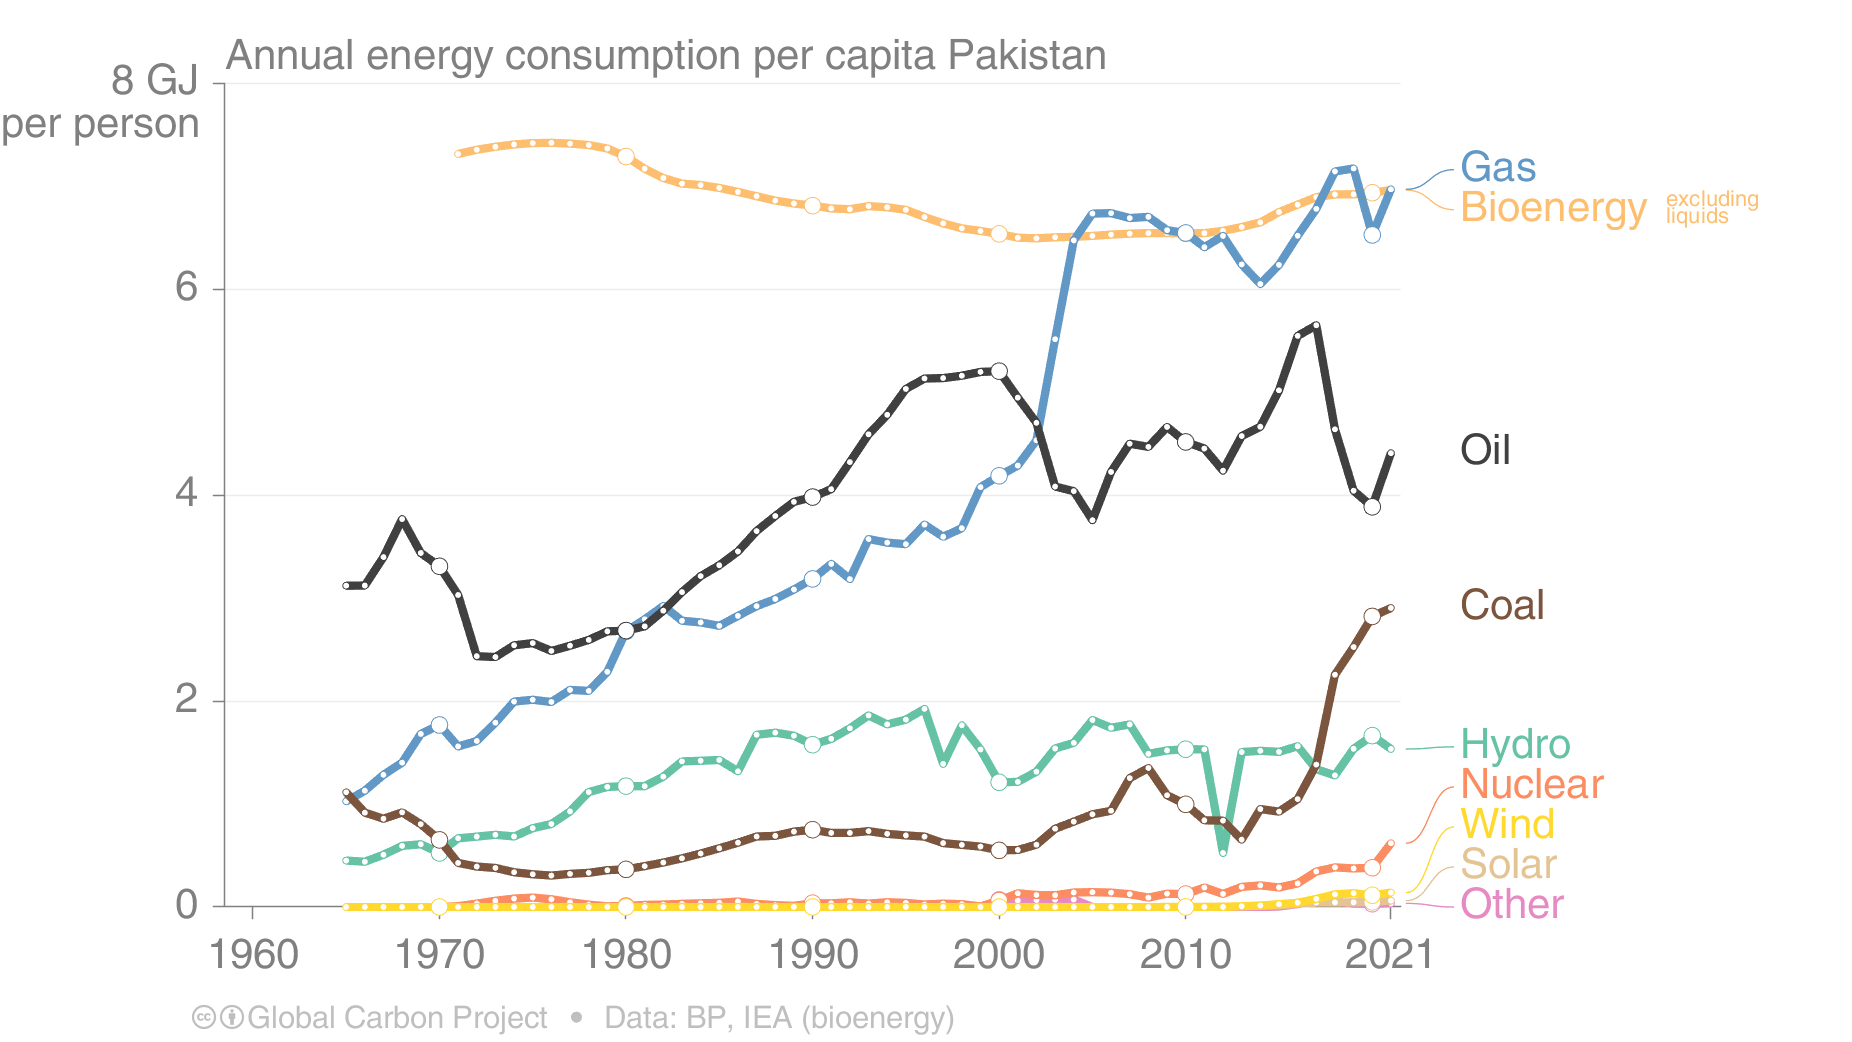 Annual energy consumption per capita Pakistan
8 GJ
per person
6
4
2
0
1960 1970 1980 1990 2000 2010 2021
Gas
Bioenergy excluding liquids
Oil
Coal
Hydro
Nuclear
Wind
Solar
Other
cc Global Carbon Project • Data: BP, IEA (bioenergy)